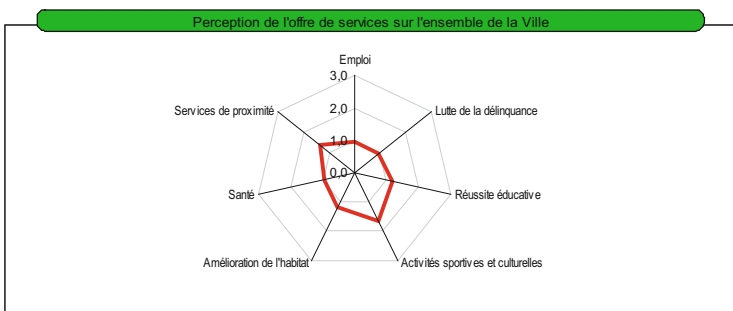 Perception de l'offre de services sur l'ensemble de la Ville
Emploi
3,0
Services de proximité
Lutte de la délinquance
2,0
1,0
0,0
Santé
Réussite éducative
Amélioration de l'habitat
Activités sportives et culturelles